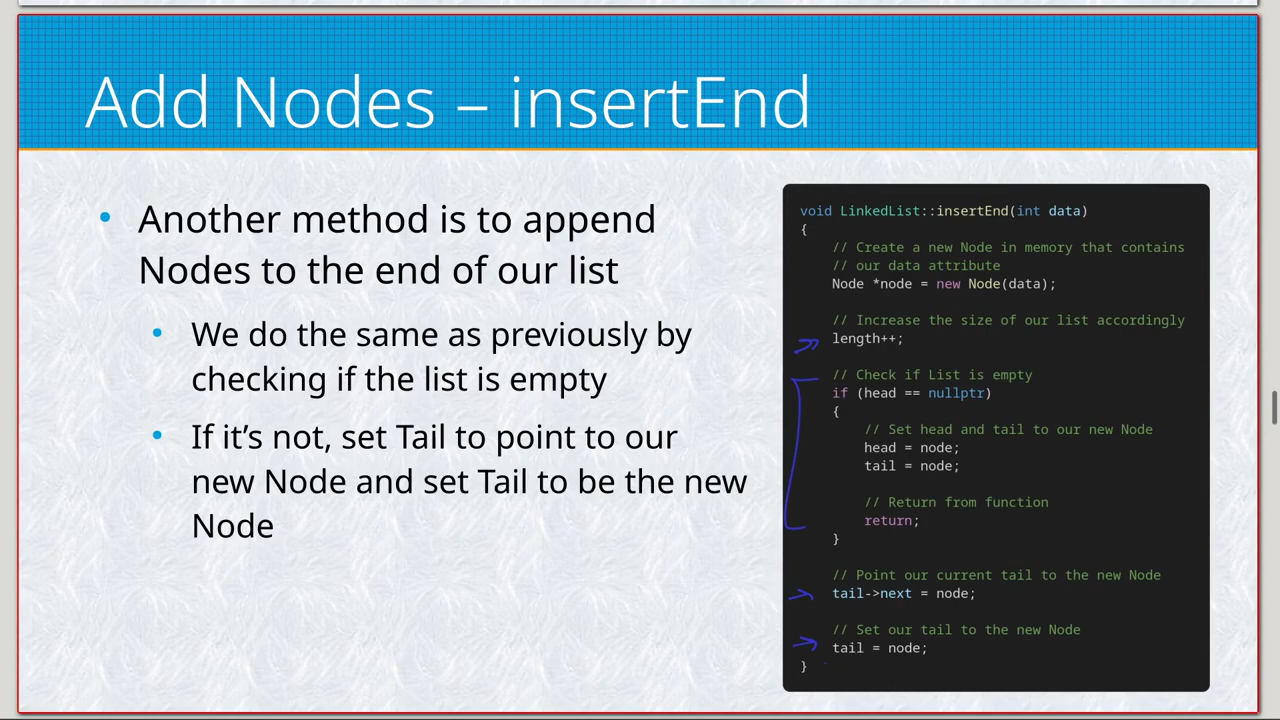 Add Nodes – insertEnd
• Another method is to append
Nodes to the end of our list
• We do the same as previously by
checking if the list is empty
• If it’s not, set Tail to point to our
new Node and set Tail to be the new
Node
void LinkedList::insertEnd(int data)
{
    // Create a new Node in memory that contains
    // our data attribute
    Node *node = new Node(data);
    // Increase the size of our list accordingly
    length++;
    // Check if List is empty
    if (head == nullptr)
    {
        // Set head and tail to our new Node
        head = node;
        tail = node;
        // Return from function
        return;
    }
    // Point our current tail to the new Node
    tail->next = node;
    // Set our tail to the new Node
    tail = node;
}